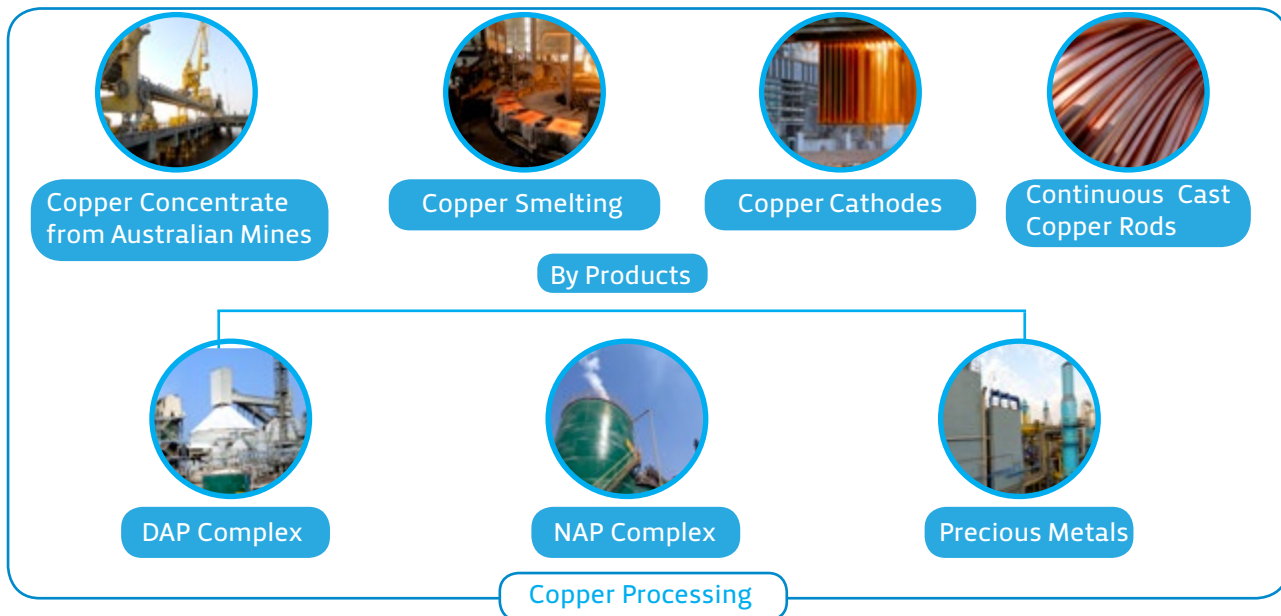 Copper Concentrate
from Australian Mines
Copper Smelting
Copper Cathodes
Continuous Cast
Copper Rods
By Products
DAP Complex
NAP Complex
Precious Metals
Copper Processing